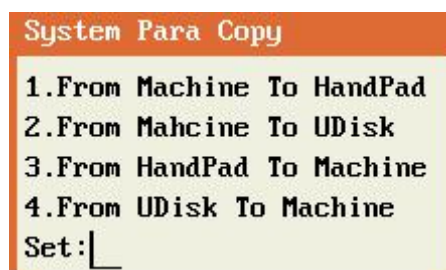 System Para Copy
1.From Machine To HandPad
2.From Mahcine To UDisk
3.From HandPad To Machine
4.From UDisk To Machine
Set: